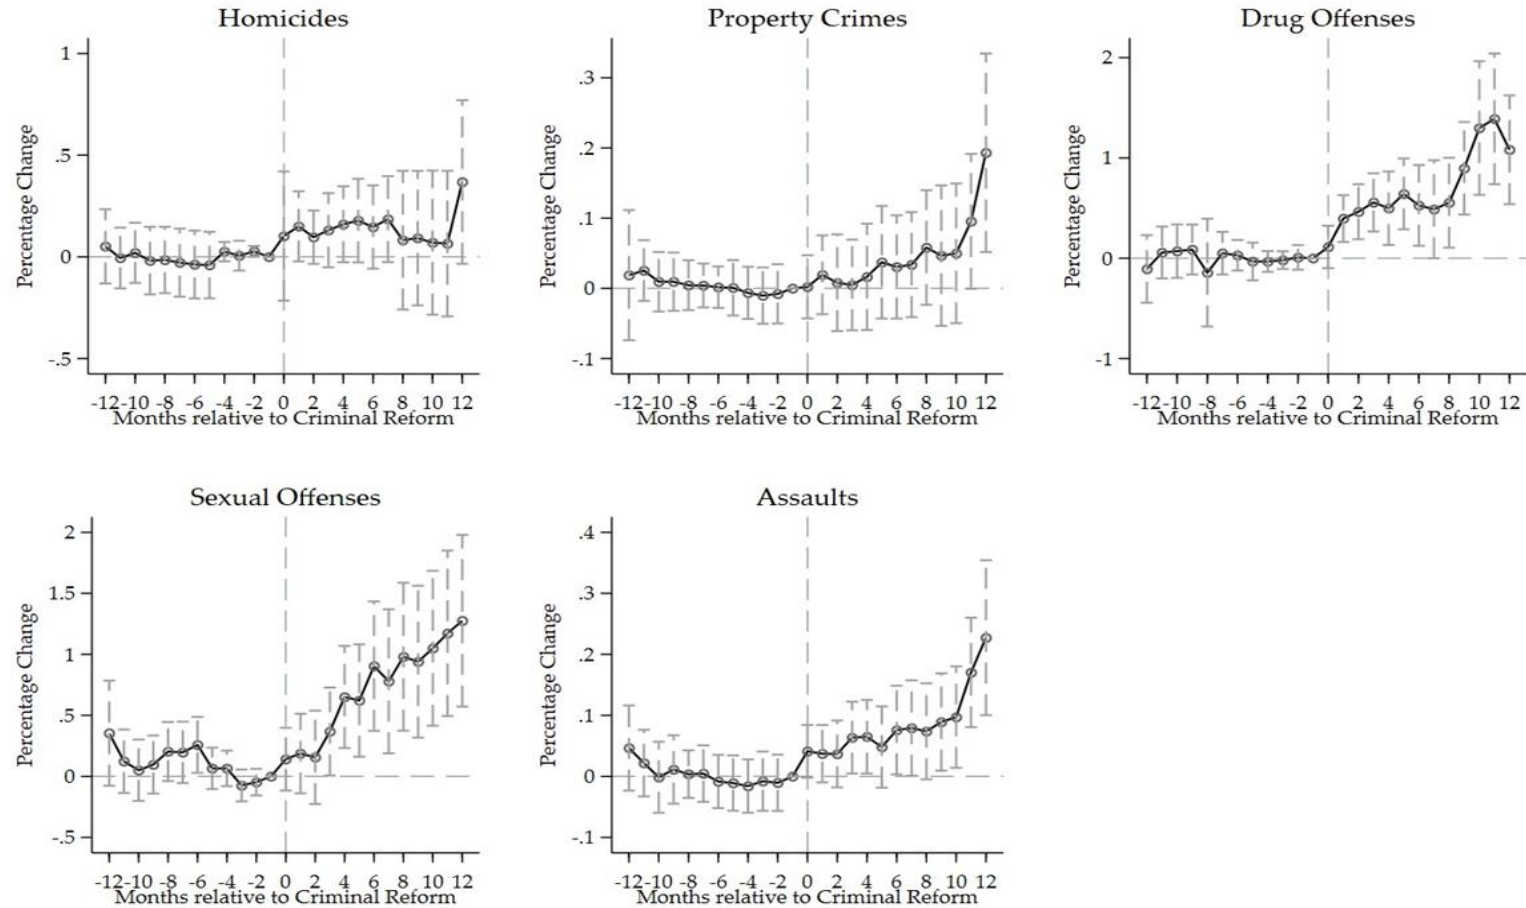 Homicides
Percentage Change
1
.5
0
-.5
-12 -10 -8 -6 -4 -2 0 2 4 6 8 10 12
Months relative to Criminal Reform
Property Crimes
Percentage Change
.3
.2
.1
0
-.1
-12 -10 -8 -6 -4 -2 0 2 4 6 8 10 12
Months relative to Criminal Reform
Drug Offenses
Percentage Change
2
1
0
-1
-12 -10 -8 -6 -4 -2 0 2 4 6 8 10 12
Months relative to Criminal Reform
Sexual Offenses
Percentage Change
2
1.5
1
.5
0
-.5
-12 -10 -8 -6 -4 -2 0 2 4 6 8 10 12
Months relative to Criminal Reform
Assaults
Percentage Change
.4
.3
.2
.1
0
-.1
-12 -10 -8 -6 -4 -2 0 2 4 6 8 10 12
Months relative to Criminal Reform